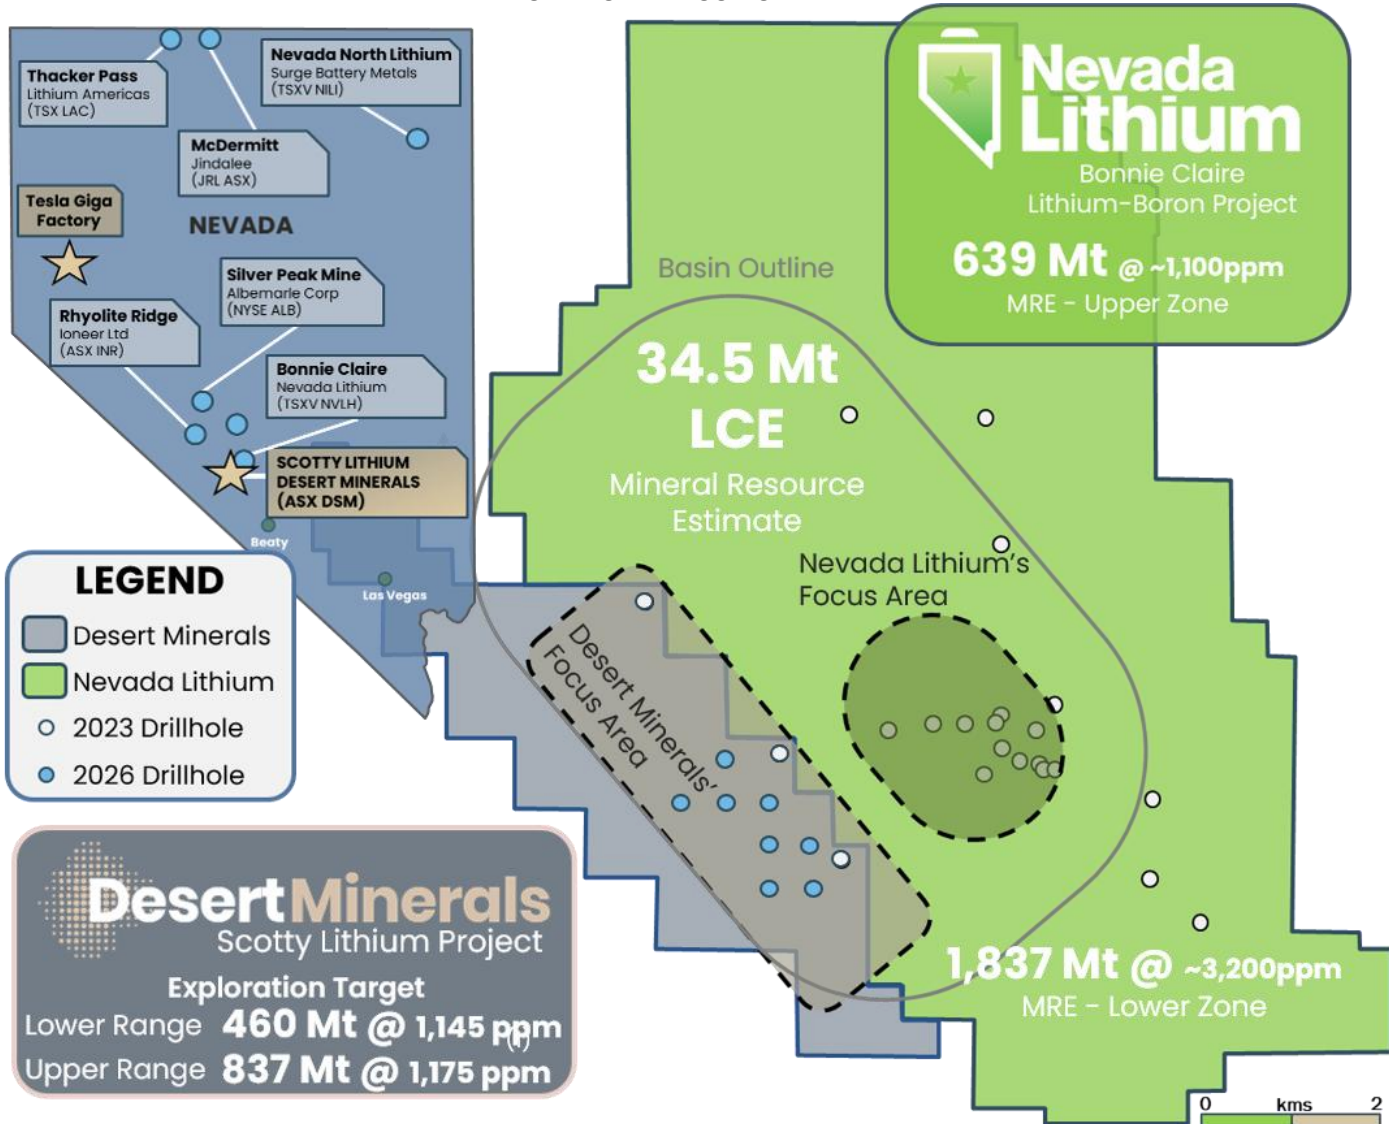 Thacker Pass
Lithium Americas
(TSX LAC)
Nevada North Lithium
Surge Battery Metals
(TSXV NILI)
McDermitt
Jindalee
(JRL ASX)
Tesla Giga
Factory
NEVADA
Silver Peak Mine
Albemarle Corp
(NYSE ALB)
Rhyolite Ridge
Ioneer Ltd
(ASX INR)
Bonnie Claire
Nevada Lithium
(TSXV NVLH)
SCOTTY LITHIUM
DESERT MINERALS
(ASX DSM)
Beaty
Las Vegas
LEGEND
Desert Minerals
Nevada Lithium
2023 Drillhole
2026 Drillhole
Desert Minerals
Scotty Lithium Project
Exploration Target
Lower Range 460 Mt @ 1,145 ppm
Upper Range 837 Mt @ 1,175 ppm
Nevada
Lithium
Bonnie Claire
Lithium-Boron Project
639 Mt @ ~1,100ppm
MRE - Upper Zone
Basin Outline
34.5 Mt
LCE
Mineral Resource
Estimate
Nevada Lithium's
Focus Area
Desert Minerals'
Focus Area
1,837 Mt @ ~3,200ppm
MRE - Lower Zone
0 kms 2